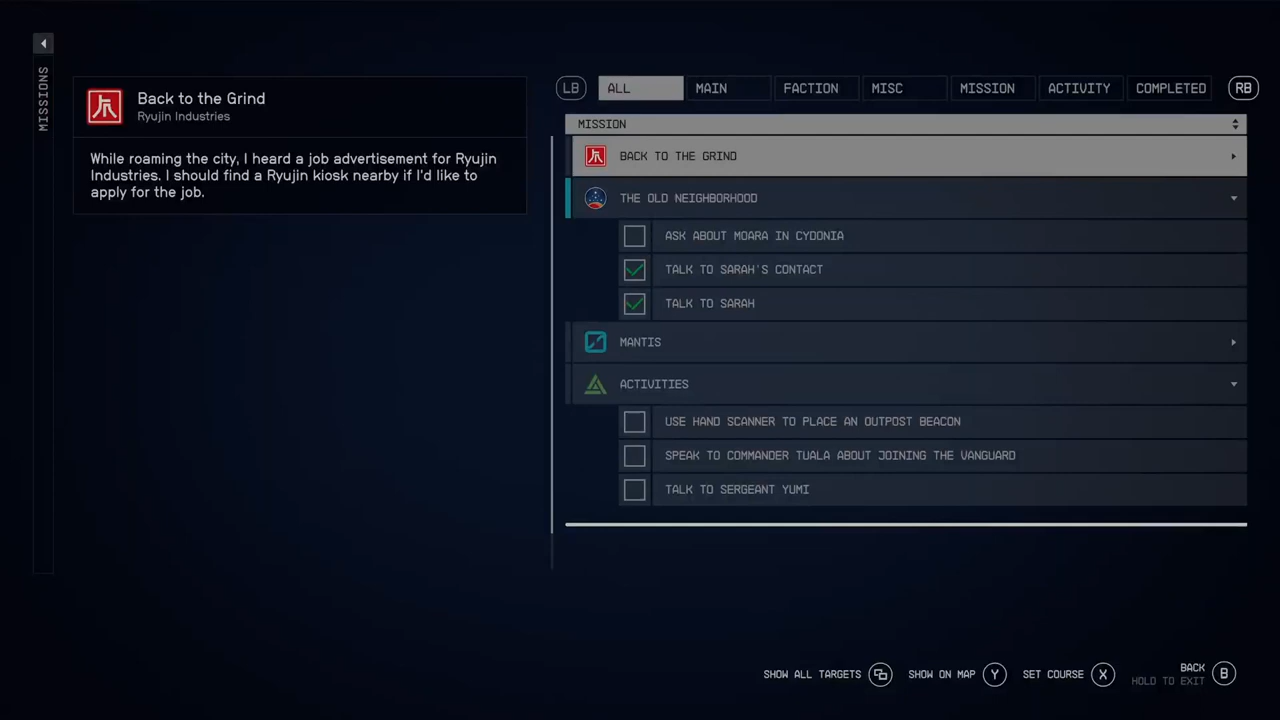 MISSIONS
Back to the Grind
Ryujin Industries
While roaming the city, I heard a job advertisement for Ryujin
Industries. I should find a Ryujin kiosk nearby if I'd like to
apply for the job.
LB ALL MAIN FACTION MISC MISSION ACTIVITY COMPLETED RB
MISSION
BACK TO THE GRIND
THE OLD NEIGHBORHOOD
ASK ABOUT MOARA IN CYDONIA
TALK TO SARAH'S CONTACT
TALK TO SARAH
MANTIS
ACTIVITIES
USE HAND SCANNER TO PLACE AN OUTPOST BEACON
SPEAK TO COMMANDER TUALA ABOUT JOINING THE VANGUARD
TALK TO SERGEANT YUMI
SHOW ALL TARGETS SHOW ON MAP Y SET COURSE X BACK B
HOLD TO EXIT